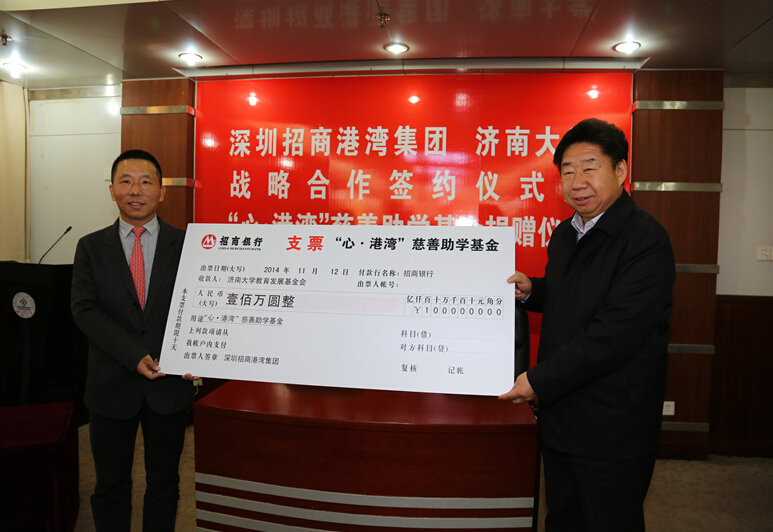 深圳招商港湾集团 济南大
战略合作签约仪式
“心·港湾”慈善助学基金捐赠仪
招商银行 支票 “心·港湾”慈善助学基金
CHINA MERCHANTS BANK
出票日期(大写) 2014 年 11 月 12 日 付款行名称:招商银行
收款人: 济南大学教育发展基金会 出票人帐号:
人民币
(大写) 壹佰万圆整 亿仟百十万千百十元角分
¥100000000
用途“心·港湾”慈善助学基金 科目(借)
上列款项请从
我帐户内支付 对方科目(贷)
出票人签章 深圳招商港湾集团 复核 记帐
本支票付款期限十天